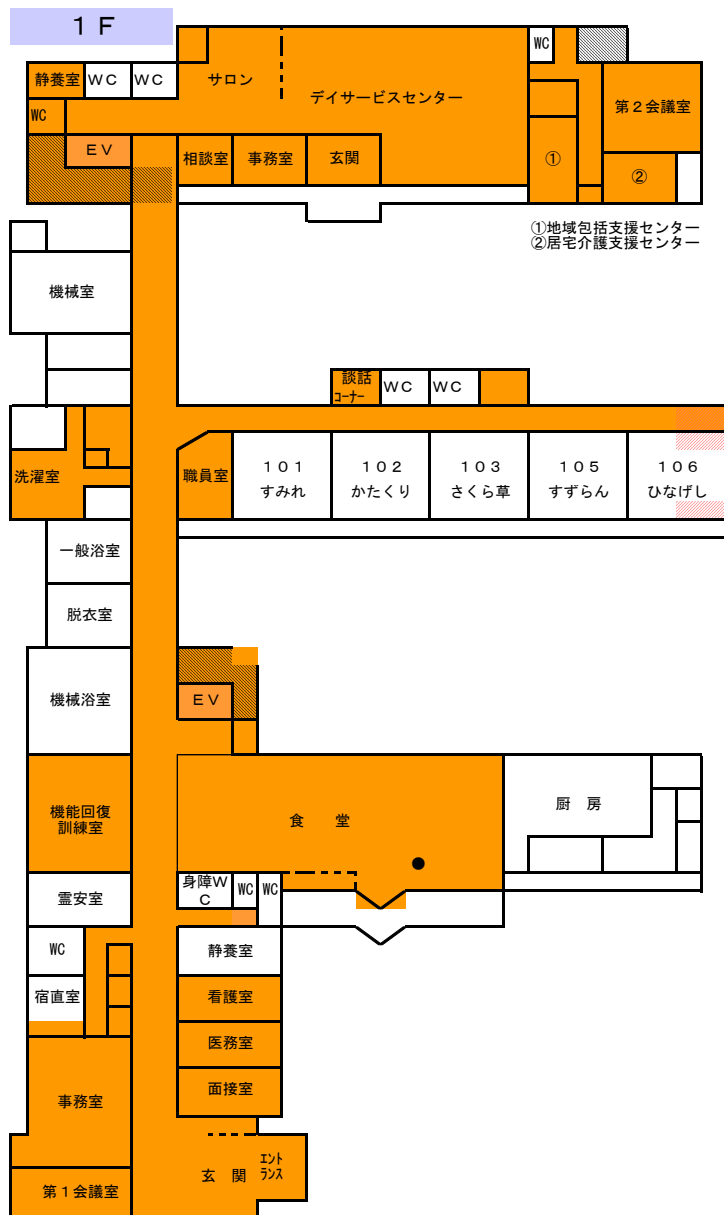 １Ｆ
静養室
ＷＣ
ＷＣ
サロン
デイサービスセンター
WC
第２会議室
WC
ＥＶ
相談室
事務室
玄関
①
②
①地域包括支援センター
②居宅介護支援センター
機械室
談話
コーナー
ＷＣ
ＷＣ
洗濯室
職員室
１０１
すみれ
１０２
かたくり
１０３
さくら草
１０５
すずらん
１０６
ひなげし
一般浴室
脱衣室
機械浴室
ＥＶ
機能回復
訓練室
食　堂
厨　房
霊安室
身障Ｗ
Ｃ
WC
WC
WC
静養室
宿直室
看護室
医務室
面接室
事務室
玄　関
エント
ランス
第１会議室